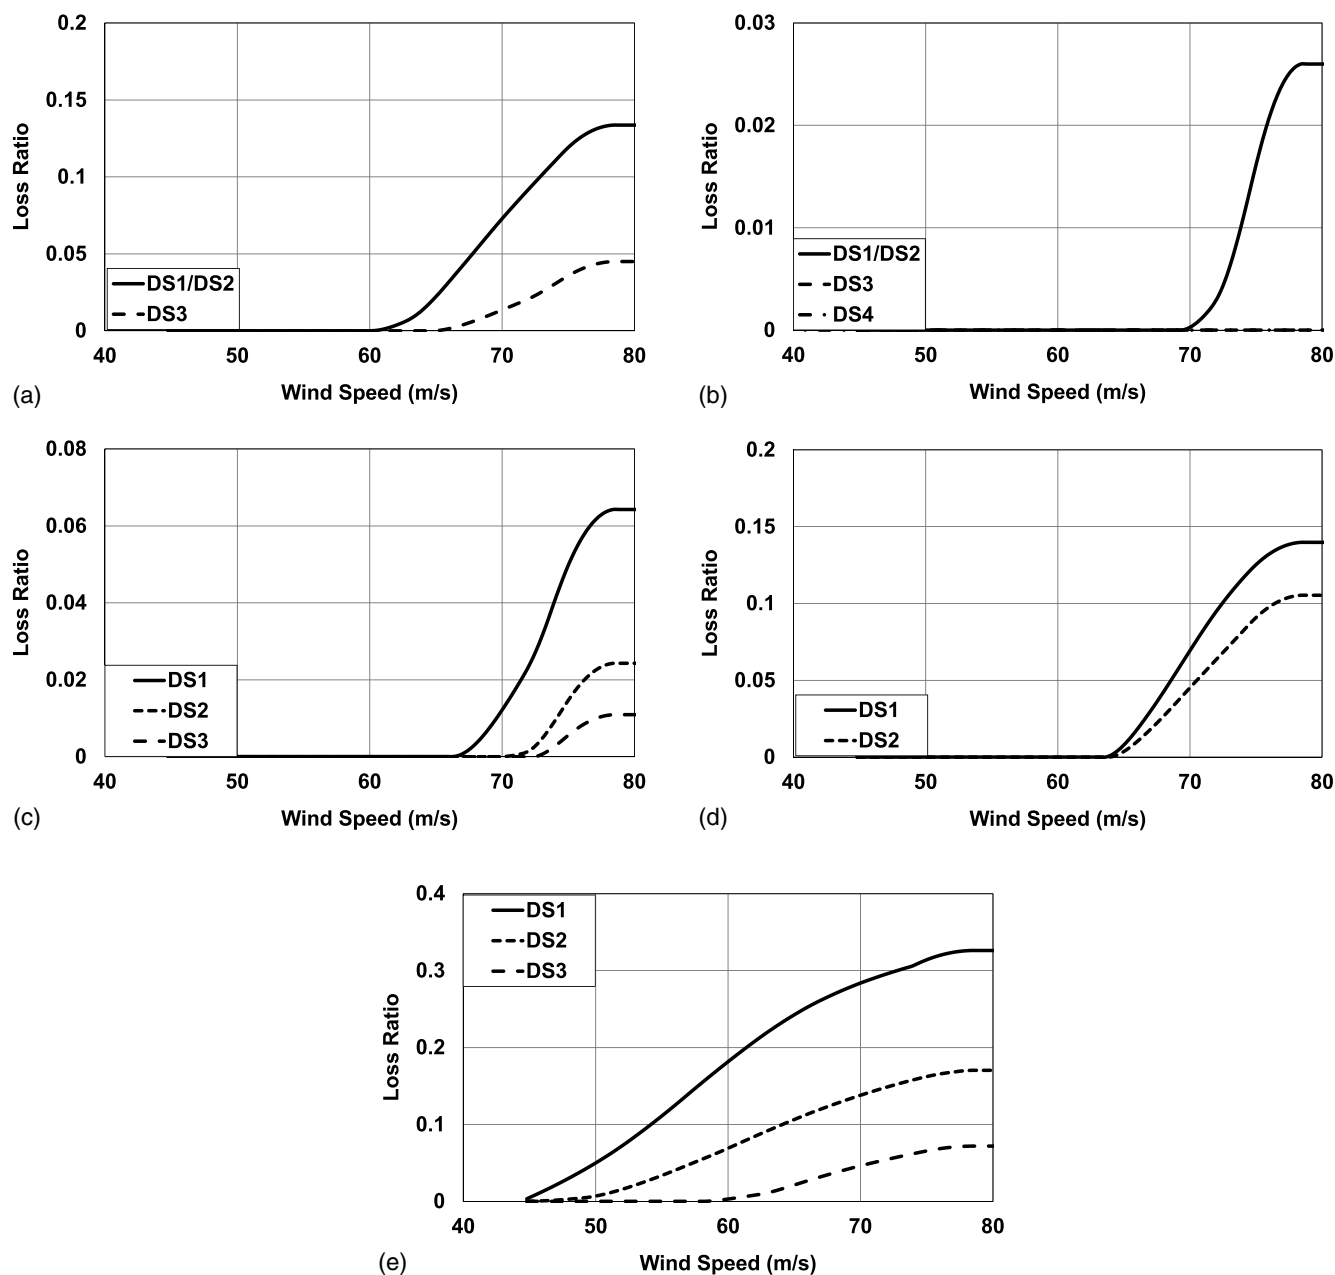 0.2
0.15
0.1
0.05
0
Loss Ratio
DS1/DS2
DS3
40 50 60 70 80
Wind Speed (m/s)
(a)
0.03
0.02
0.01
0
Loss Ratio
DS1/DS2
DS3
DS4
40 50 60 70 80
Wind Speed (m/s)
(b)
0.08
0.06
0.04
0.02
0
Loss Ratio
DS1
DS2
DS3
40 50 60 70 80
Wind Speed (m/s)
(c)
0.2
0.15
0.1
0.05
0
Loss Ratio
DS1
DS2
40 50 60 70 80
Wind Speed (m/s)
(d)
0.4
0.3
0.2
0.1
0
Loss Ratio
DS1
DS2
DS3
40 50 60 70 80
Wind Speed (m/s)
(e)